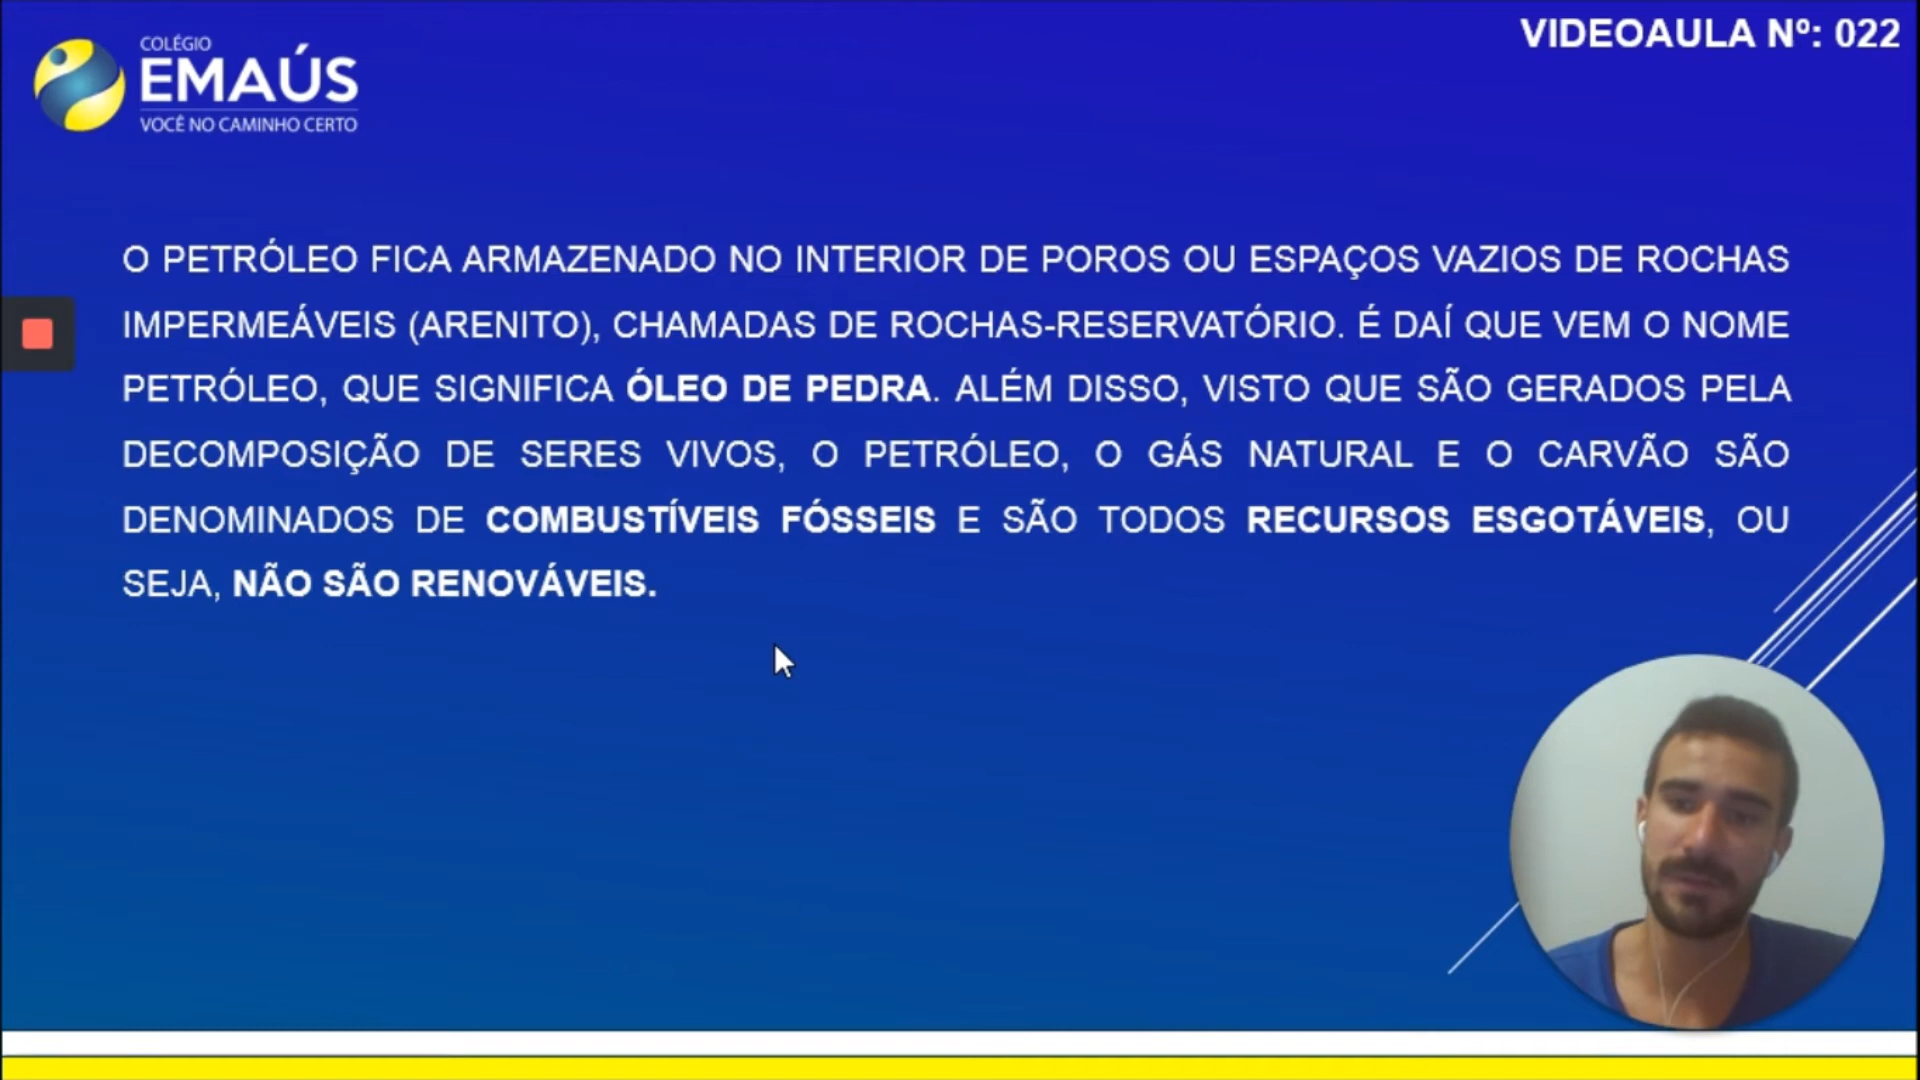 COLÉGIO
EMAÚS
VOCÊ NO CAMINHO CERTO
VIDEOAULA Nº: 022
O PETRÓLEO FICA ARMAZENADO NO INTERIOR DE POROS OU ESPAÇOS VAZIOS DE ROCHAS
IMPERMEÁVEIS (ARENITO), CHAMADAS DE ROCHAS-RESERVATÓRIO. É DAÍ QUE VEM O NOME
PETRÓLEO, QUE SIGNIFICA ÓLEO DE PEDRA. ALÉM DISSO, VISTO QUE SÃO GERADOS PELA
DECOMPOSIÇÃO DE SERES VIVOS, O PETRÓLEO, O GÁS NATURAL E O CARVÃO SÃO
DENOMINADOS DE COMBUSTÍVEIS FÓSSEIS E SÃO TODOS RECURSOS ESGOTÁVEIS, OU
SEJA, NÃO SÃO RENOVÁVEIS.